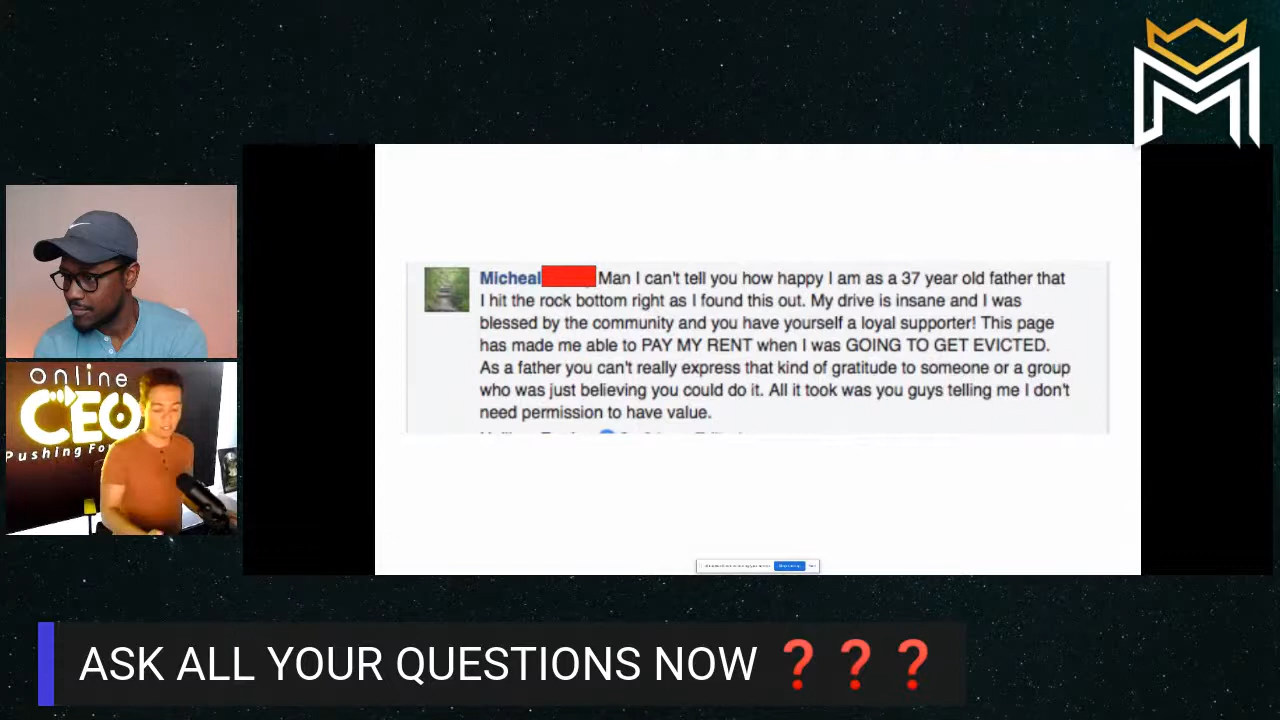 online
CEO
Pushing Fo
Micheal Man I can't tell you how happy I am as a 37 year old father that
I hit the rock bottom right as I found this out. My drive is insane and I was
blessed by the community and you have yourself a loyal supporter! This page
has made me able to PAY MY RENT when I was GOING TO GET EVICTED.
As a father you can't really express that kind of gratitude to someone or a group
who was just believing you could do it. All it took was you guys telling me I don't
need permission to have value.
ASK ALL YOUR QUESTIONS NOW ❓❓❓